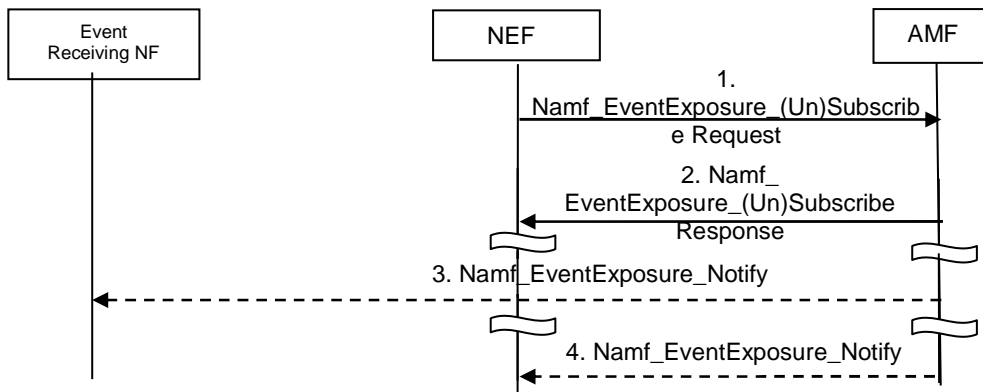 Event
Receiving NF
NEF
AMF
1.
Namf_EventExposure_(Un)Subscrib
e Request
2. Namf_
EventExposure_(Un)Subscribe
Response
3. Namf_EventExposure_Notify
4. Namf_EventExposure_Notify